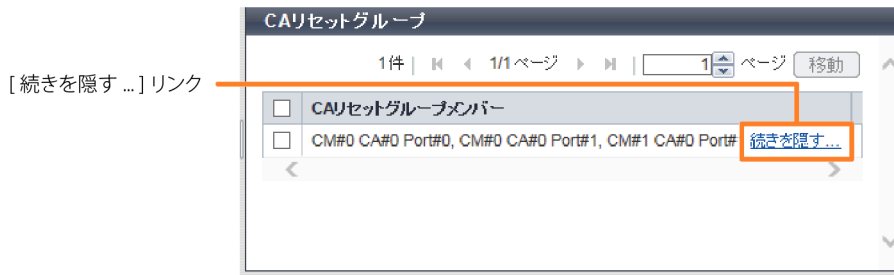 CAリセットグループ
1件 | 1/1ページ | 1 ページ 移動
[ 続きを隠す ... ] リンク
CAリセットグループメンバー
CM#0 CA#0 Port#0, CM#0 CA#0 Port#1, CM#1 CA#0 Port# 続きを隠す...